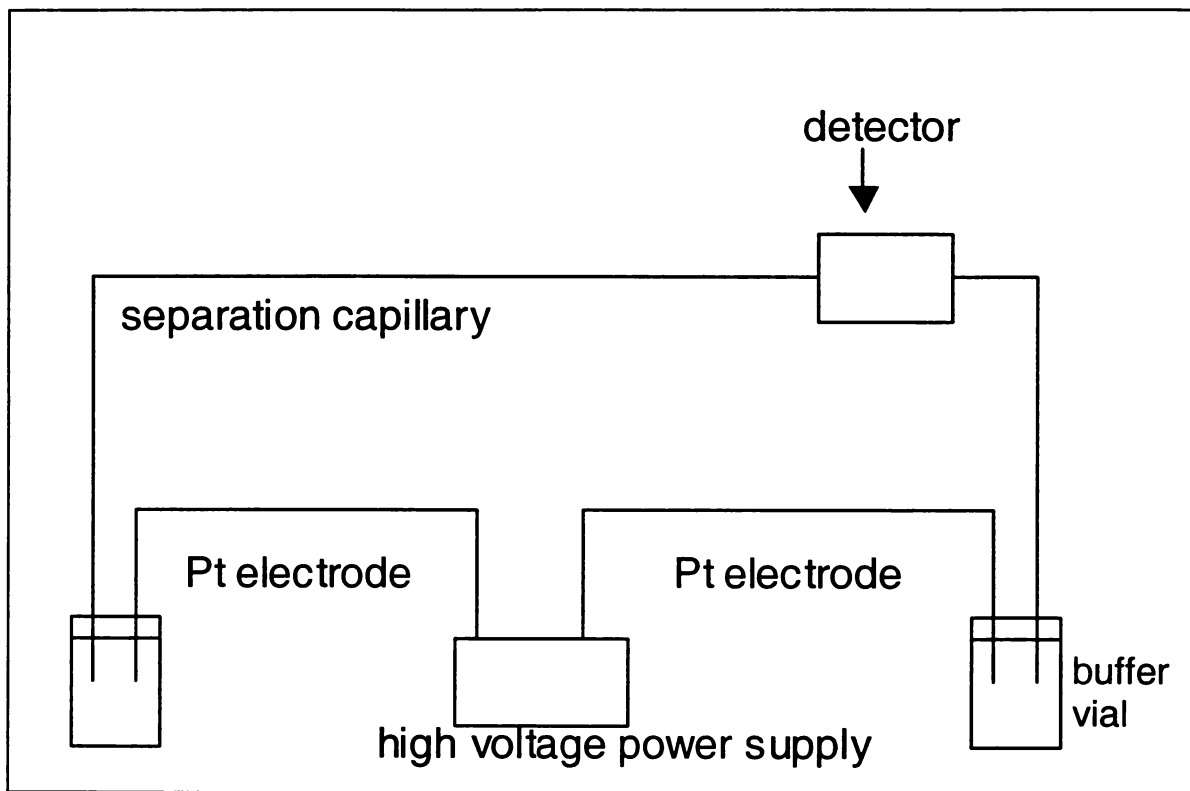 detector
separation capillary
Pt electrode
Pt electrode
buffer
vial
high voltage power supply